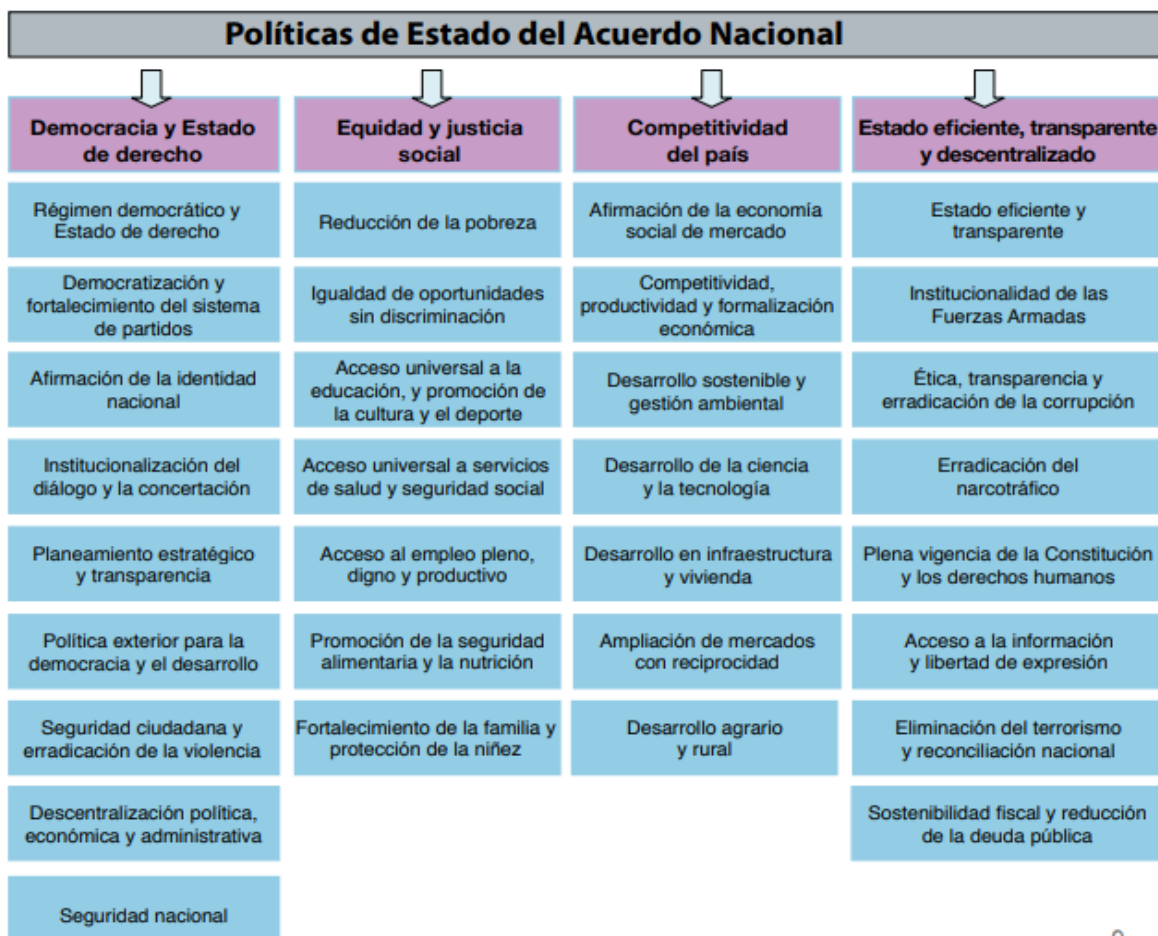 Políticas de Estado del Acuerdo Nacional
Democracia y Estado
de derecho
Régimen democrático y
Estado de derecho
Democratización y
fortalecimiento del sistema
de partidos
Afirmación de la identidad
nacional
Institucionalización del
diálogo y la concertación
Planeamiento estratégico
y transparencia
Política exterior para la
democracia y el desarrollo
Seguridad ciudadana y
erradicación de la violencia
Descentralización política,
económica y administrativa
Seguridad nacional
Equidad y justicia
social
Reducción de la pobreza
Igualdad de oportunidades
sin discriminación
Acceso universal a la
educación, y promoción de
la cultura y el deporte
Acceso universal a servicios
de salud y seguridad social
Acceso al empleo pleno,
digno y productivo
Promoción de la seguridad
alimentaria y la nutrición
Fortalecimiento de la familia y
protección de la niñez
Competitividad
del país
Afirmación de la economía
social de mercado
Competitividad,
productividad y formalización
económica
Desarrollo sostenible y
gestión ambiental
Desarrollo de la ciencia
y la tecnología
Desarrollo en infraestructura
y vivienda
Ampliación de mercados
con reciprocidad
Desarrollo agrario
y rural
Estado eficiente, transparente
y descentralizado
Estado eficiente y
transparente
Institucionalidad de las
Fuerzas Armadas
Ética, transparencia y
erradicación de la corrupción
Erradicación del
narcotráfico
Plena vigencia de la Constitución
y los derechos humanos
Acceso a la información
y libertad de expresión
Eliminación del terrorismo
y reconciliación nacional
Sostenibilidad fiscal y reducción
de la deuda pública